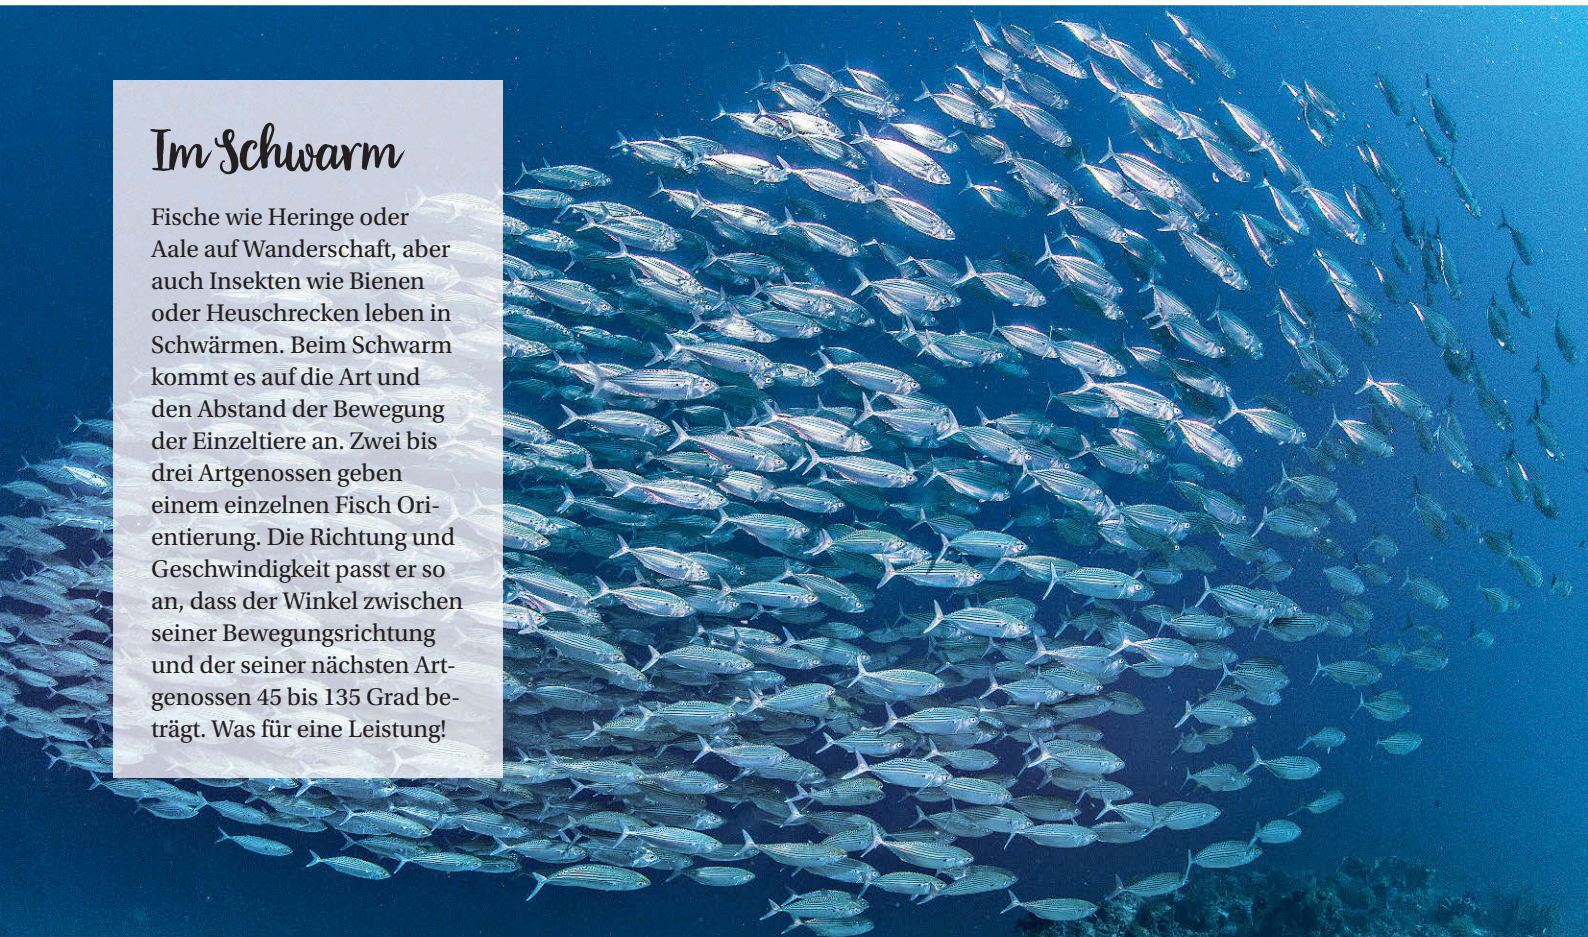 Im Schwarm
Fische wie Heringe oder
Aale auf Wanderschaft, aber
auch Insekten wie Bienen
oder Heuschrecken leben in
Schwärmen. Beim Schwarm
kommt es auf die Art und
den Abstand der Bewegung
der Einzeltiere an. Zwei bis
drei Artgenossen geben
einem einzelnen Fisch Ori-
entierung. Die Richtung und
Geschwindigkeit passt er so
an, dass der Winkel zwischen
seiner Bewegungsrichtung
und der seiner nächsten Art-
genossen 45 bis 135 Grad be-
trägt. Was für eine Leistung!